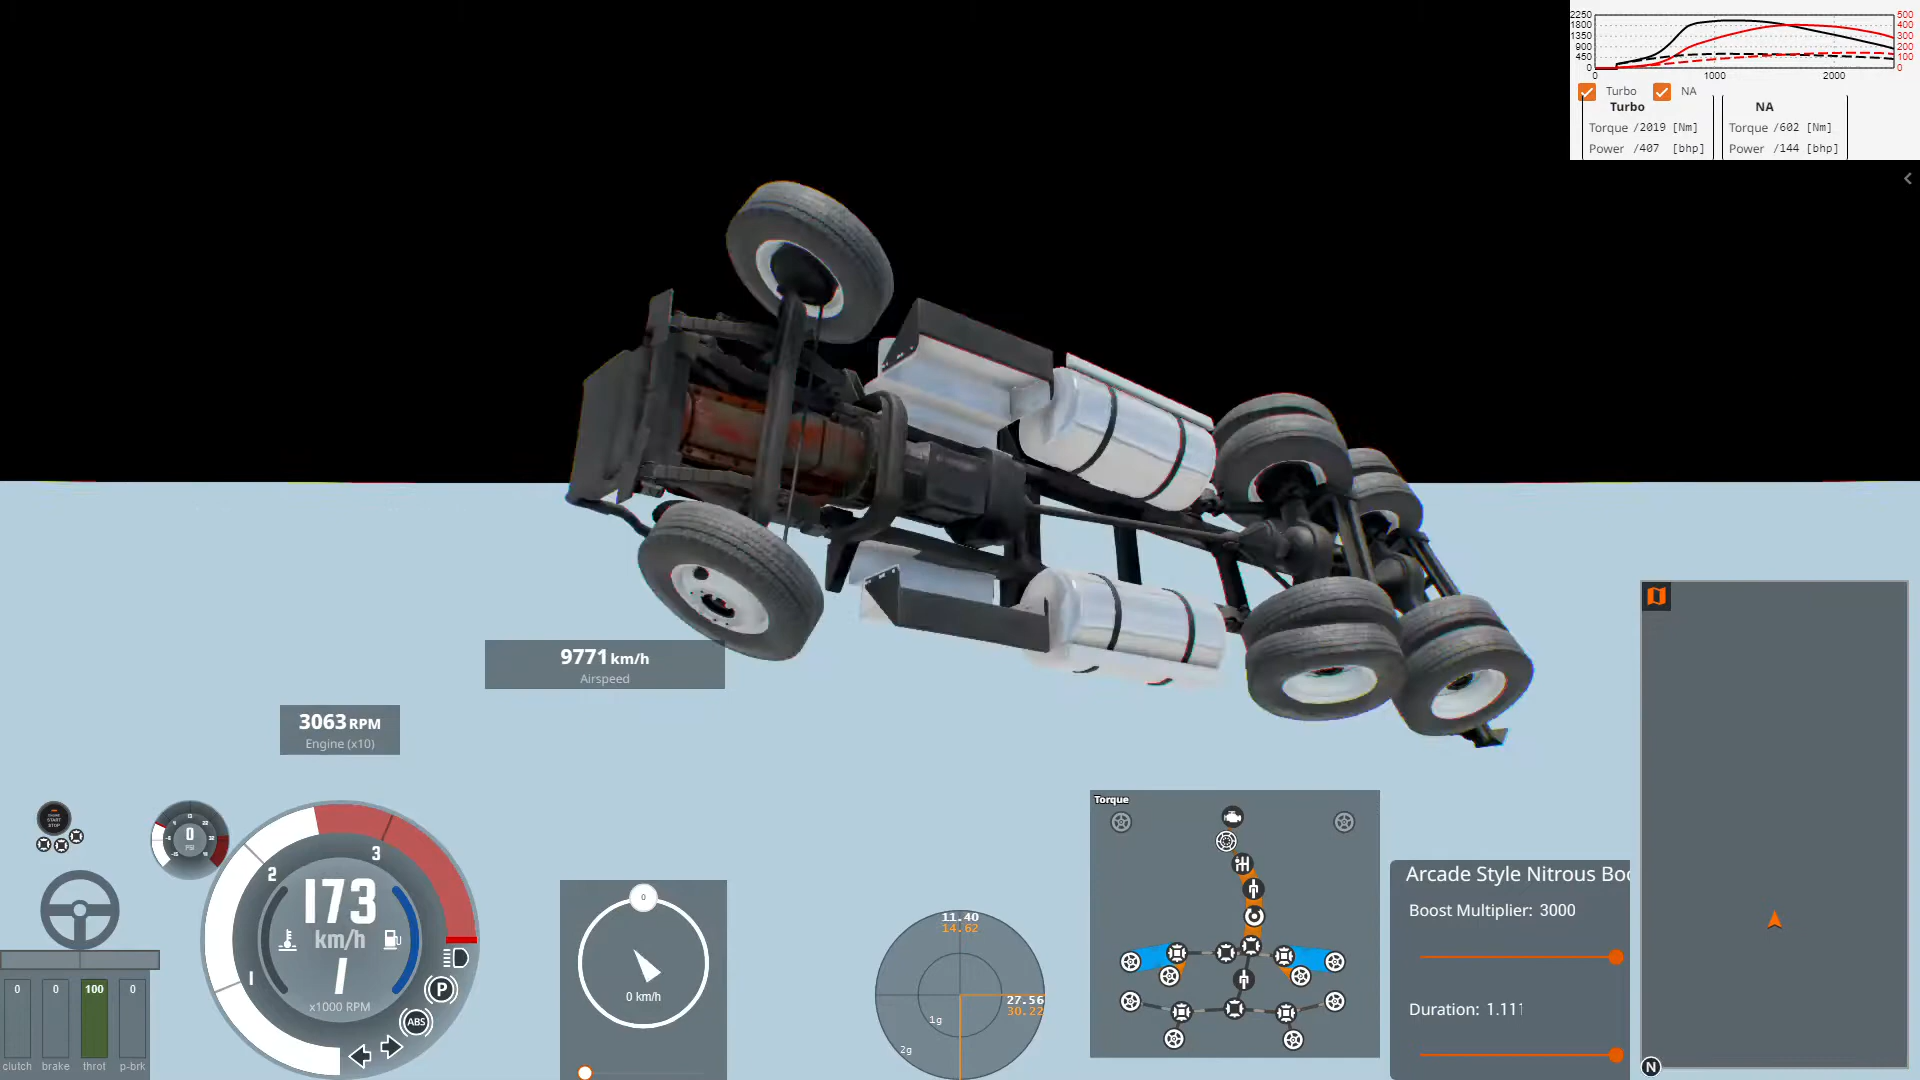 2250
1800
1350
900
450
0
500
400
300
200
100
0
0 1000 2000
Turbo NA
Turbo
Torque /2019 [Nm]
Power /407 [bhp]
NA
Torque /602 [Nm]
Power /144 [bhp]
9771 km/h
Airspeed
3063 RPM
Engine (x10)
START
STOP
0
PSI
1
2
3
173
km/h
1
x1000 RPM
P
ABS
0 0 100 0
clutch brake throt p-brk
0
0 km/h
11.40
14.62
27.56
30.22
1g
2g
Torque
Arcade Style Nitrous Boo
Boost Multiplier: 3000
Duration: 1.111
N